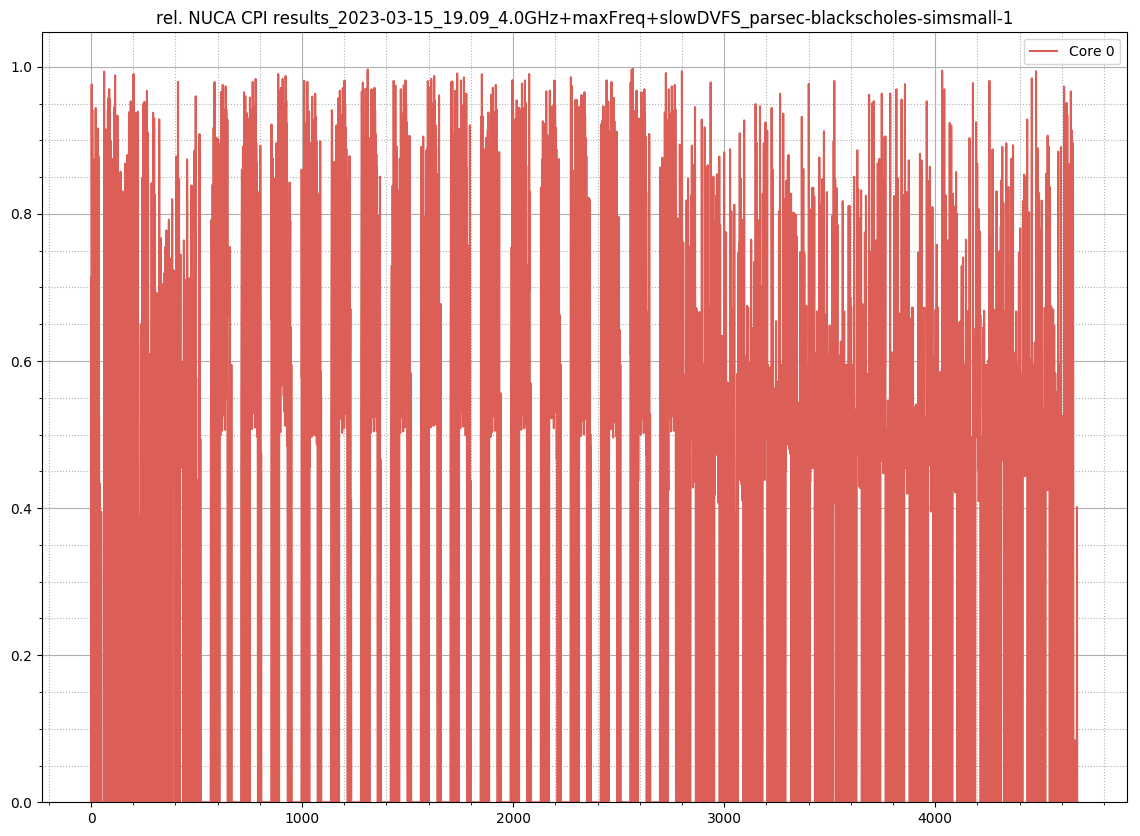 rel. NUCA CPI results_2023-03-15_19.09_4.0GHz+maxFreq+slowDVFS_parsec-blackscholes-simsmall-1
Core 0
1.0
0.8
0.6
0.4
0.2
0.0
0 1000 2000 3000 4000